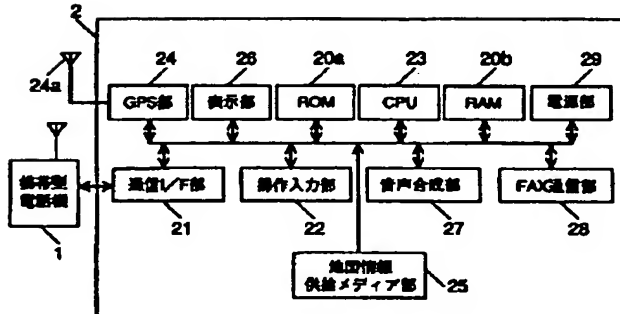 2
24 26 20a 23 20b 29
24a
GPS部 表示部 ROM CPU RAM 電源部
携帯型
電話機
通信I/F部 操作入力部 音声合成部 FAX通信部
1
21 22 27 28
地図情報
供給メディア部
25